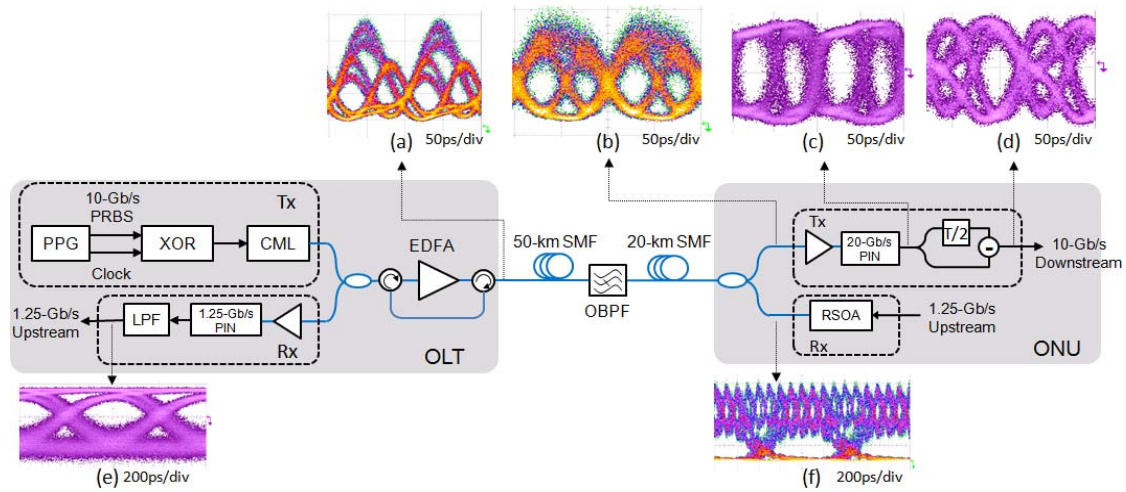 (a)
50ps/div
(b)
50ps/div
(c)
50ps/div
(d)
50ps/div
10-Gb/s
PRBS
Tx
PPG
XOR
CML
Clock
EDFA
50-km SMF
20-km SMF
OBPF
Tx
20-Gb/s
PIN
T/2
-
10-Gb/s
Downstream
1.25-Gb/s
Upstream
LPF
1.25-Gb/s
PIN
Rx
OLT
RSOA
1.25-Gb/s
Upstream
Rx
ONU
(e)
200ps/div
(f)
200ps/div